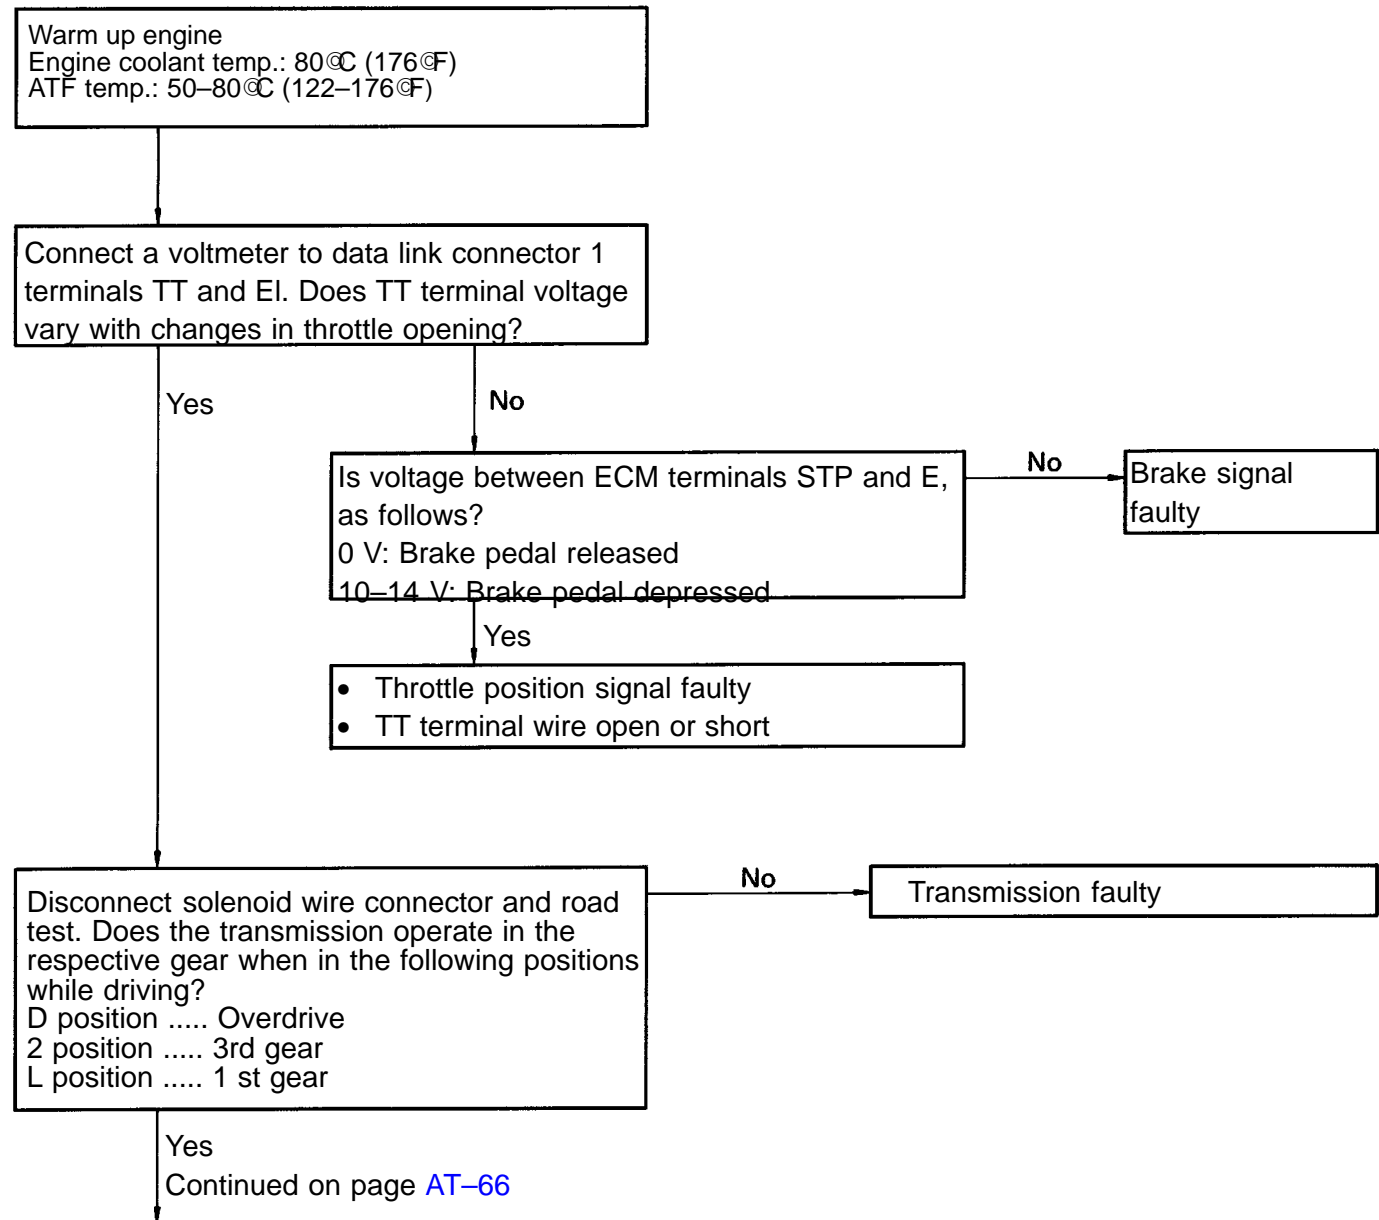 Warm up engine
Engine coolant temp.: 80©C (176©F)
ATF temp.: 50–80©C (122–176©F)
Connect a voltmeter to data link connector 1
terminals TT and El. Does TT terminal voltage
vary with changes in throttle opening?
Yes
No
Is voltage between ECM terminals STP and E,
as follows?
0 V: Brake pedal released
10–14 V: Brake pedal depressed
No
Brake signal
faulty
Yes
• Throttle position signal faulty
• TT terminal wire open or short
Disconnect solenoid wire connector and road
test. Does the transmission operate in the
respective gear when in the following positions
while driving?
D position ..... Overdrive
2 position ..... 3rd gear
L position ..... 1 st gear
No
Transmission faulty
Yes
Continued on page AT–66